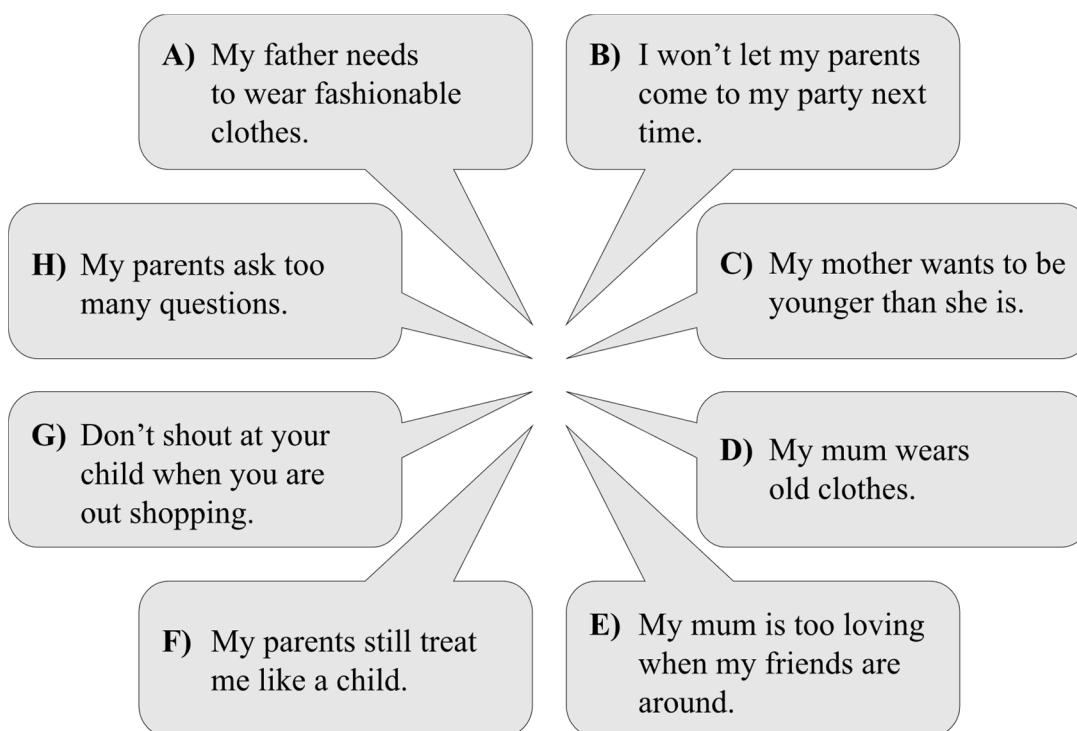 A) My father needs
to wear fashionable
clothes.
B) I won’t let my parents
come to my party next
time.
C) My mother wants to be
younger than she is.
D) My mum wears
old clothes.
E) My mum is too loving
when my friends are
around.
F) My parents still treat
me like a child.
G) Don’t shout at your
child when you are
out shopping.
H) My parents ask too
many questions.